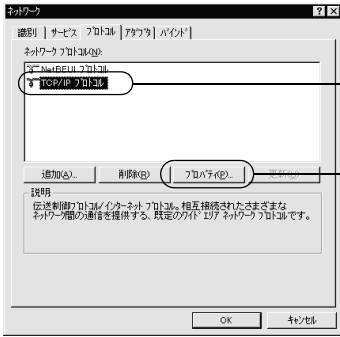 ネットワーク
識別 サービス プロトコル アダプタ バインド
ネットワーク プロトコル(N):
NetBEUI プロトコル
TCP/IP プロトコル
追加(A)... 削除(R) プロパティ(P)... 更新(U)
説明
伝送制御プロトコル/インターネット プロトコル。相互接続されたさまざまな
ネットワーク間の通信を提供する、既定のワイド エリア ネットワーク プロトコルです。
OK キャンセル